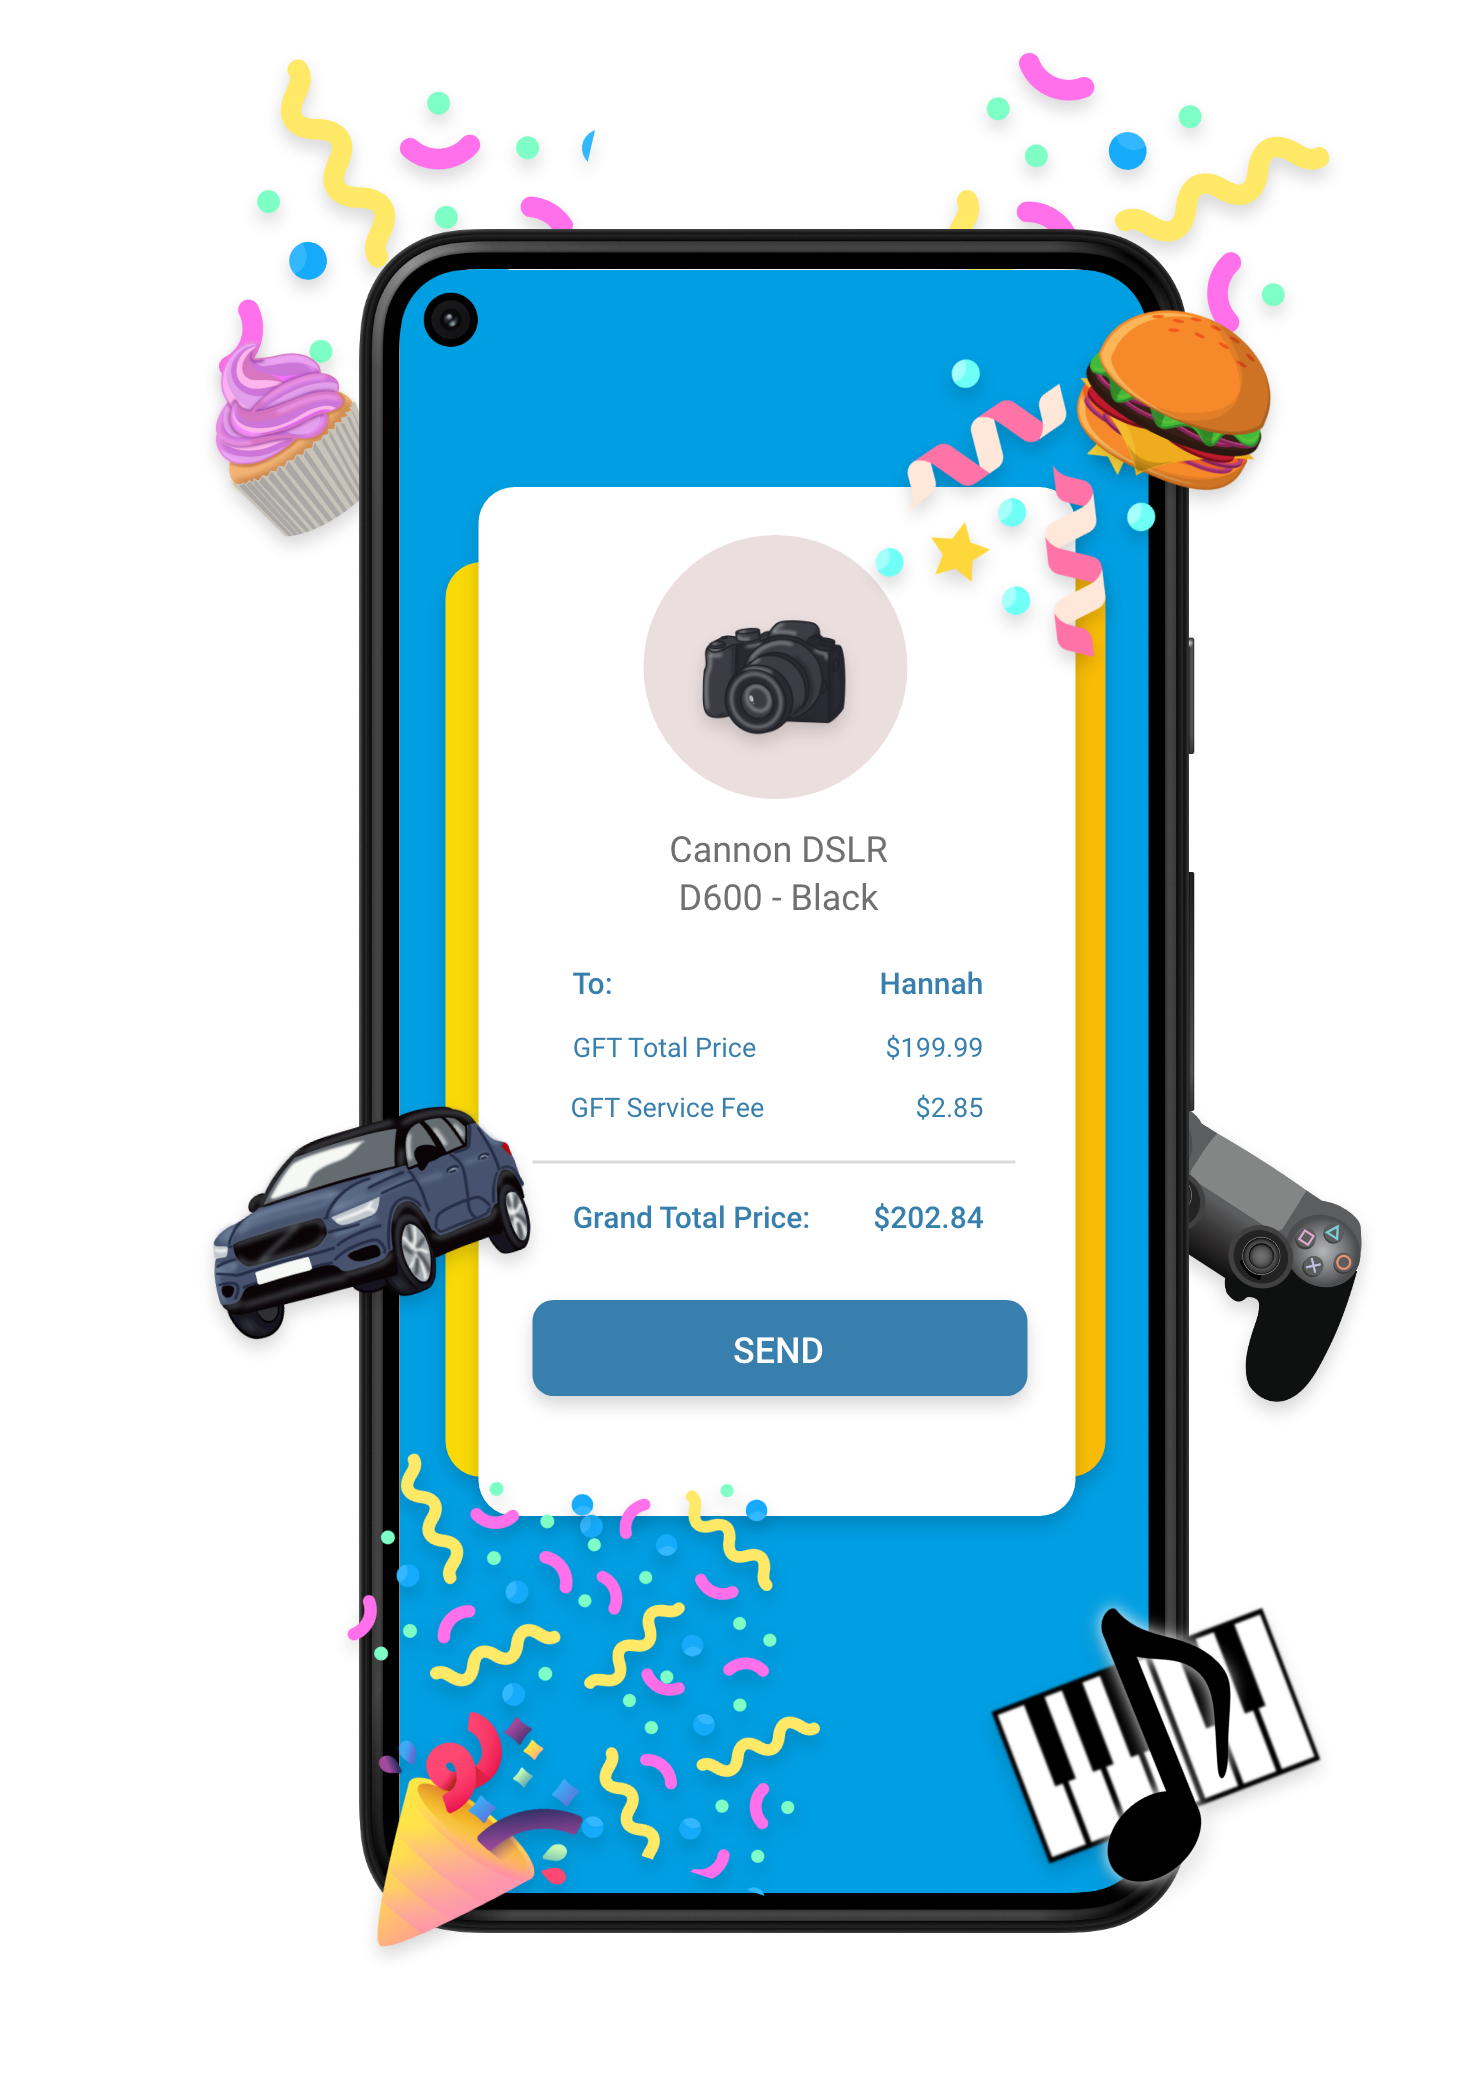 Cannon DSLR
D600 - Black
To: Hannah
GFT Total Price $199.99
GFT Service Fee $2.85
Grand Total Price: $202.84
SEND